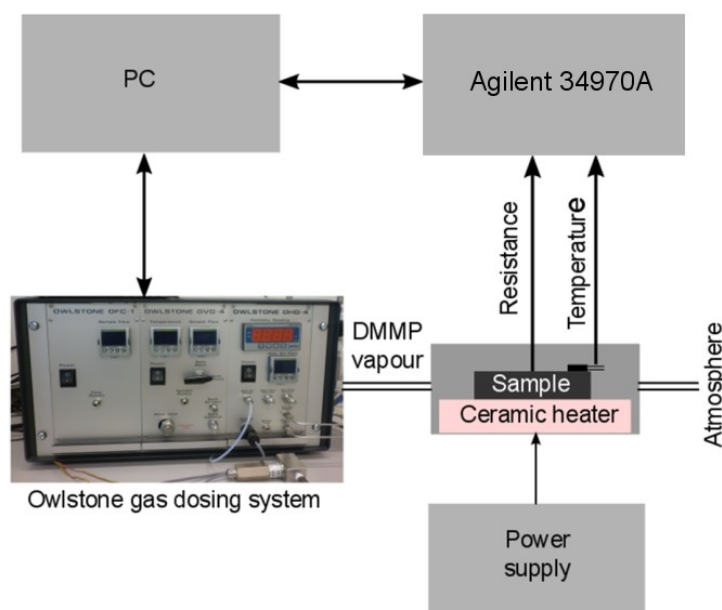 PC
Agilent 34970A
Resistance
Temperature
OWLSTONE OFC-1
OWLSTONE OVG-4
OWLSTONE OHG-4
DMMP
vapour
Sample
Ceramic heater
Atmosphere
Owlstone gas dosing system
Power
supply